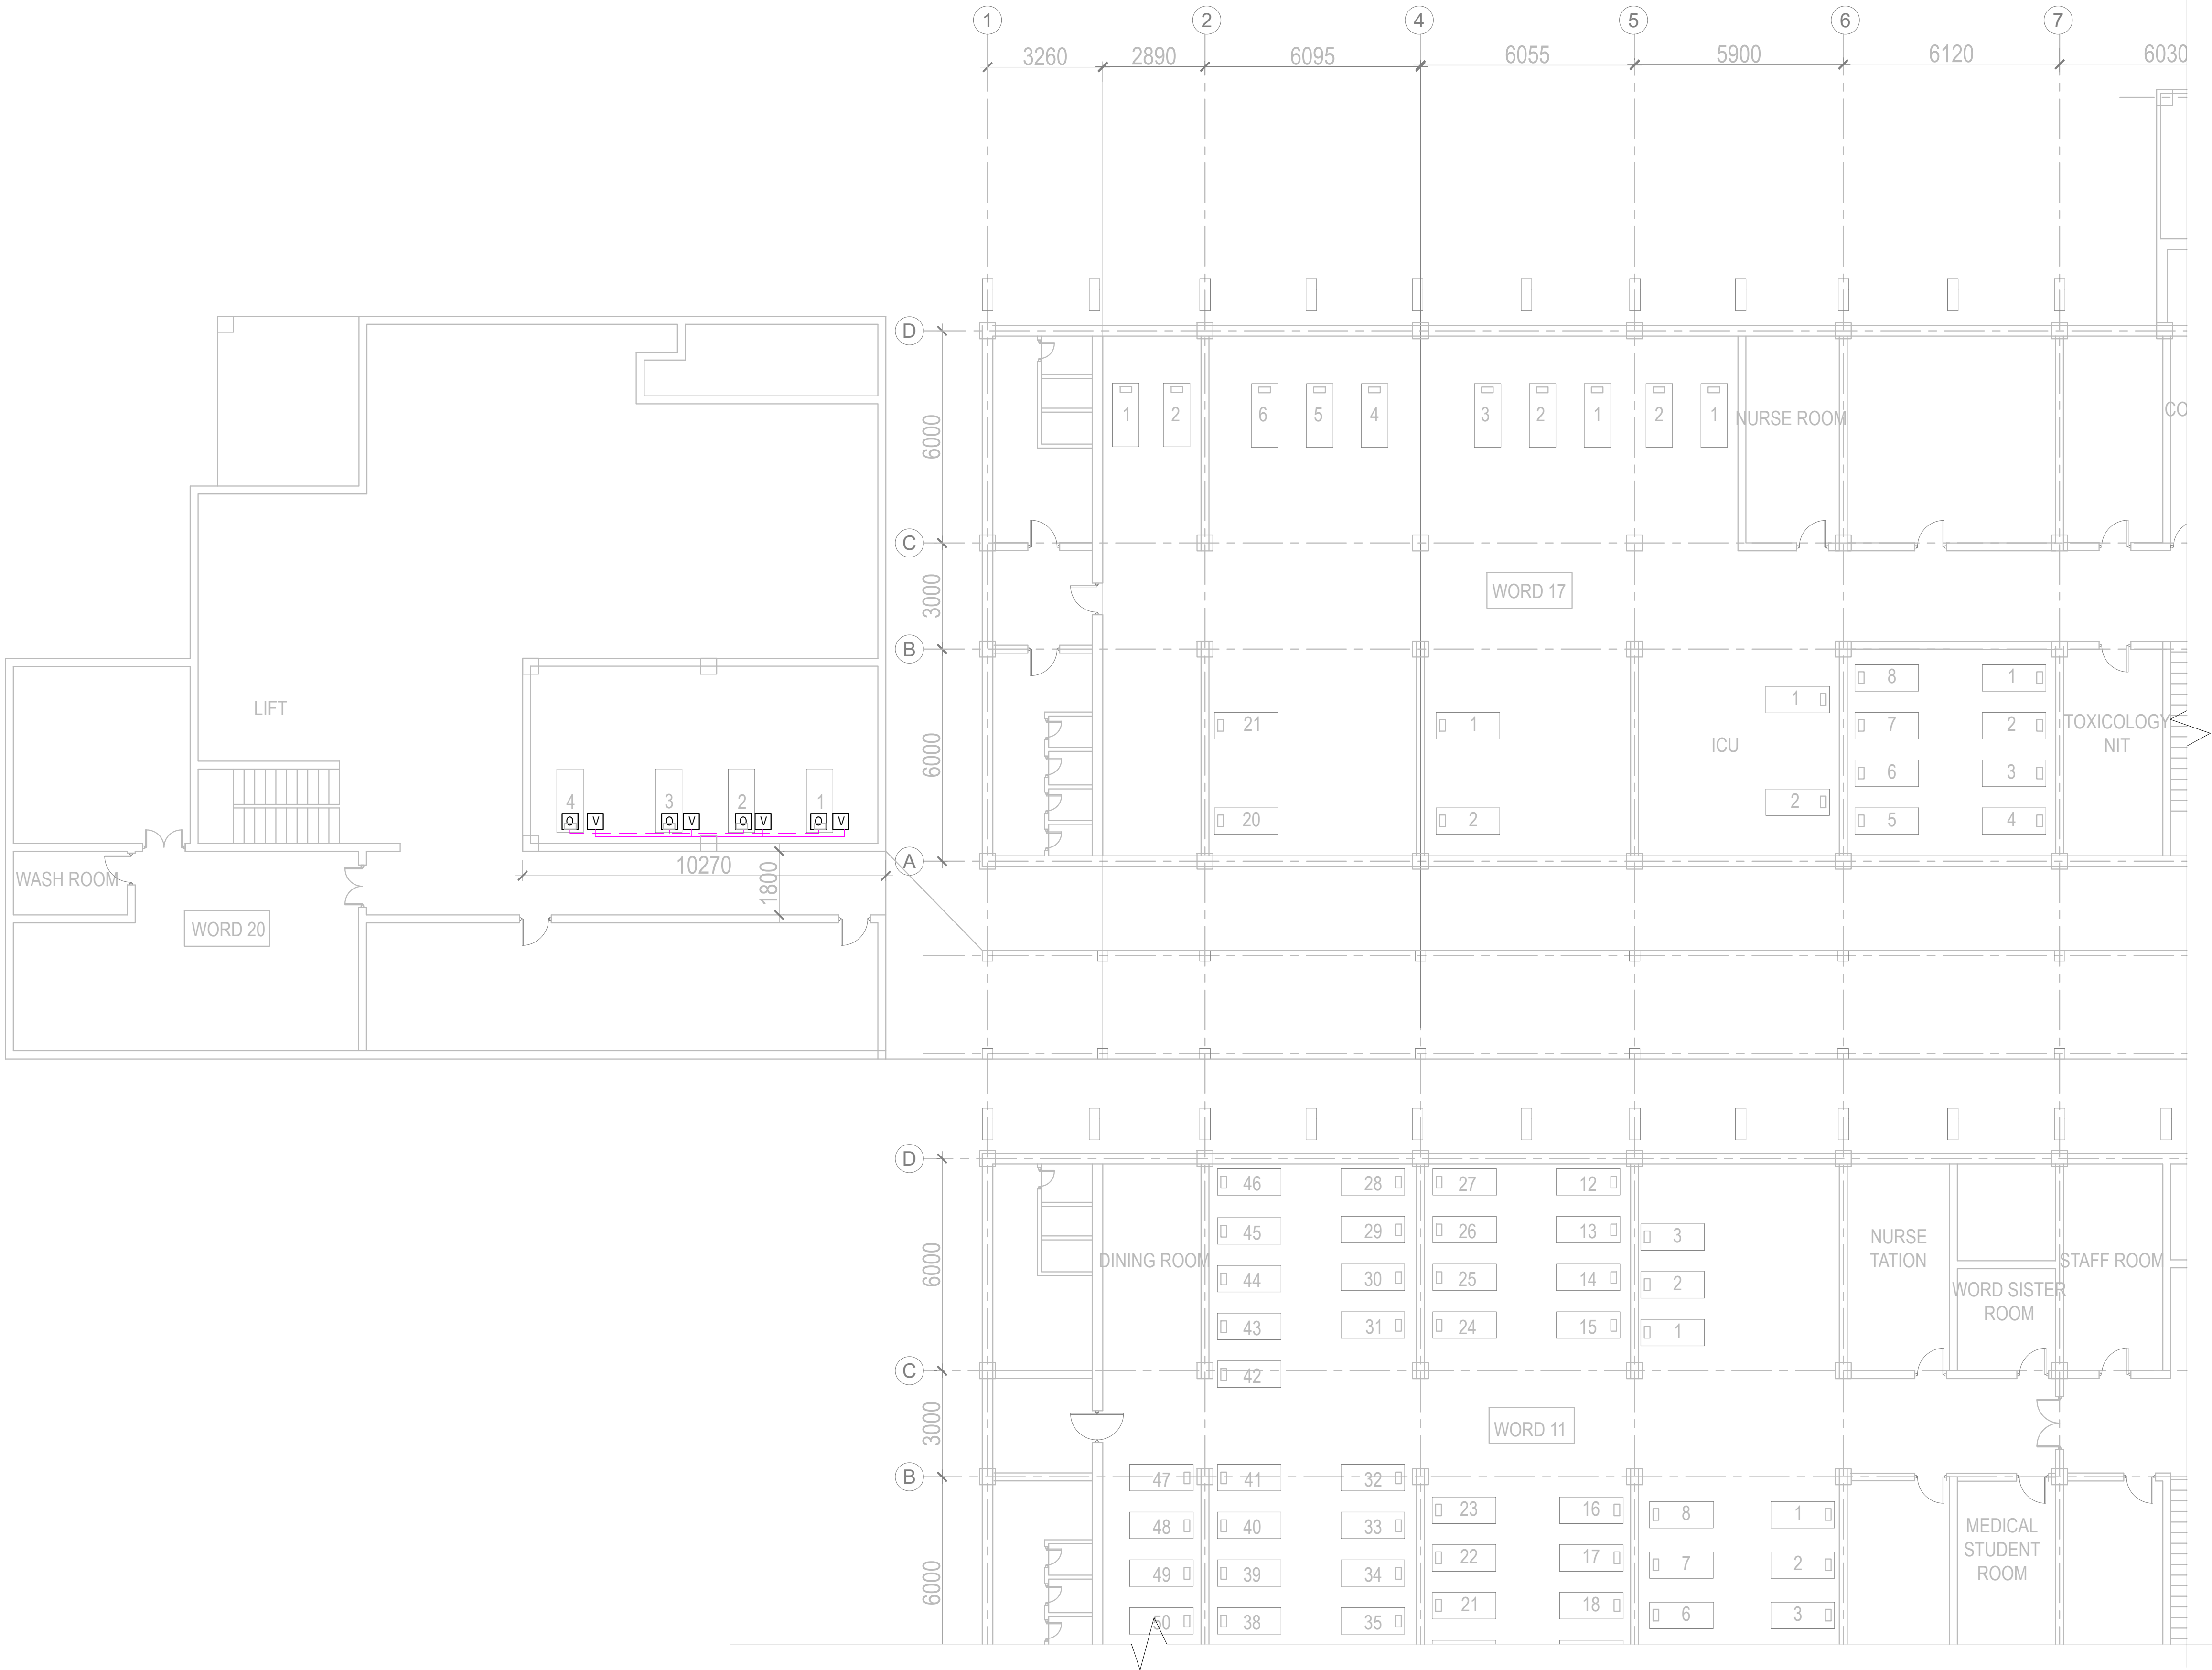 1 2 4 5 6 7
3260 2890 6095 6055 5900 6120 6030
D
1 2 6 5 4 3 2 1 2 1
NURSE ROOM
CO
6000
C
3000
WORD 17
B
8 1
1
LIFT
21 1 7 2
TOXICOLOGY
NIT
ICU
6000
6 3
2
4 3 2 1
20 2 5 4
O V O V O V O V
A
10270
1800
WASH ROOM
WORD 20
D
46 28 27 12
45 29 26 13 3
NURSE
TATION
DINING ROOM
STAFF ROOM
6000
44 30 25 14 2
WORD SISTER
ROOM
43 31 24 15 1
C
42
3000
WORD 11
B
47 41 32
23 16 8 1
48 40 33
MEDICAL
STUDENT
ROOM
22 17 7 2
49 39 34
6000
21 18 6 3
50 38 35